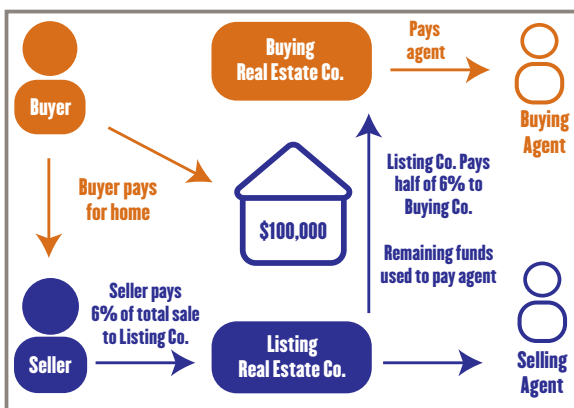 Buyer
Buying
Real Estate Co.
Pays
agent
Buying
Agent
Buyer pays
for home
$100,000
Listing Co. Pays
half of 6% to
Buying Co.
Remaining funds
used to pay agent
Seller pays
6% of total sale
to Listing Co.
Seller
Listing
Real Estate Co.
Selling
Agent